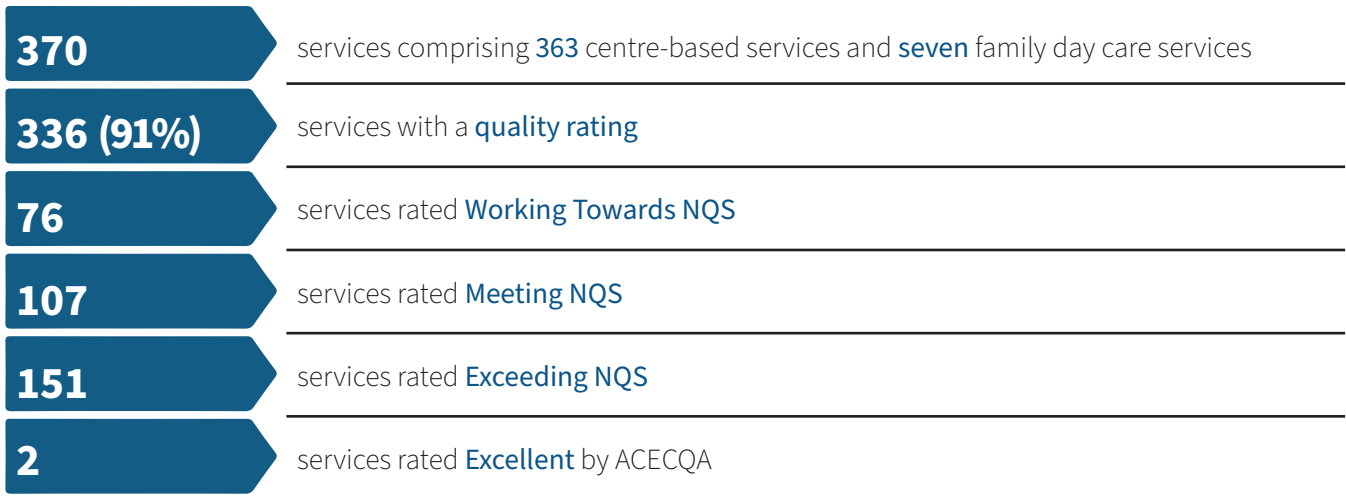 370 services comprising 363 centre-based services and seven family day care services
336 (91%) services with a quality rating
76 services rated Working Towards NQS
107 services rated Meeting NQS
151 services rated Exceeding NQS
2 services rated Excellent by ACECQA